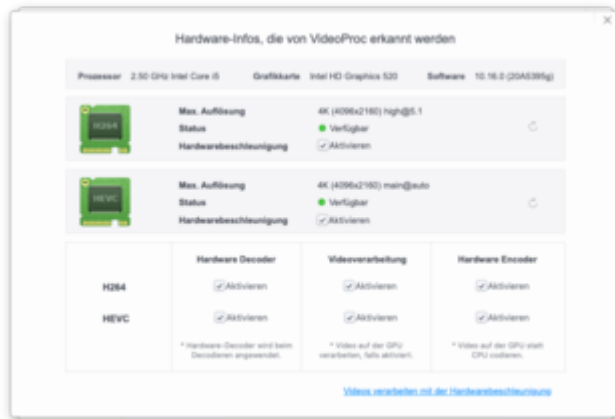 Hardware-Infos, die von VideoProc erkannt werden
Prozessor 2.50 GHz Intel Core i5 Grafikkarte Intel HD Graphics 520 Software 10.16.0 (20A5395g)
H264
Max. Auflösung 4K (4096x2160) high@5.1
Status Verfügbar
Hardwarebeschleunigung Aktivieren
HEVC
Max. Auflösung 4K (4096x2160) main@auto
Status Verfügbar
Hardwarebeschleunigung Aktivieren
Hardware Decoder Videoverarbeitung Hardware Encoder
H264 Aktivieren Aktivieren Aktivieren
HEVC Aktivieren Aktivieren Aktivieren
* Hardware-Decoder wird beim * Video auf der GPU * Video auf der GPU statt
Decodieren angewendet. verarbeiten, falls aktiviert. CPU codieren.
Videos verarbeiten mit der Hardwarebeschleunigung